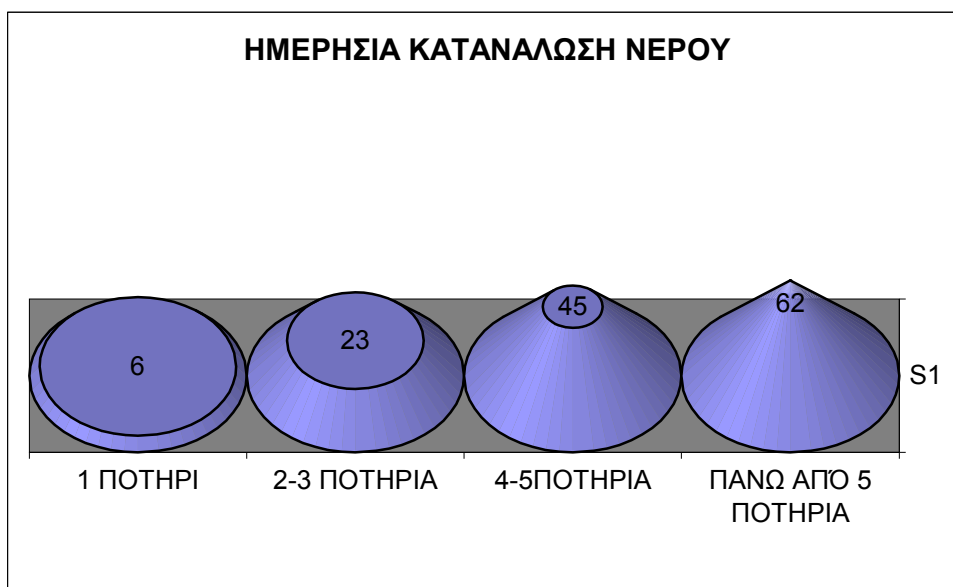 ΗΜΕΡΗΣΙΑ ΚΑΤΑΝΑΛΩΣΗ ΝΕΡΟΥ
6
23
45
62
S1
1 ΠΟΤΗΡΙ
2-3 ΠΟΤΗΡΙΑ
4-5ΠΟΤΗΡΙΑ
ΠΑΝΩ ΑΠΌ 5
ΠΟΤΗΡΙΑ